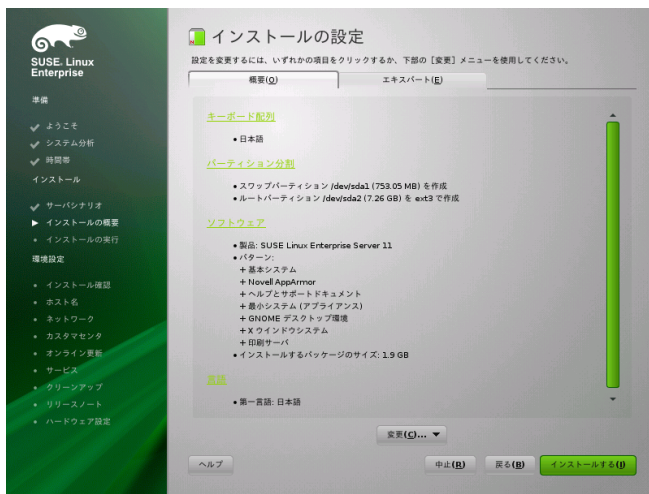 SUSE. Linux
Enterprise
準備
ようこそ
システム分析
時間帯
インストール
サーバシナリオ
インストールの概要
インストールの実行
環境設定
インストール確認
ホスト名
ネットワーク
カスタマセンタ
オンライン更新
サービス
クリーンアップ
リリースノート
ハードウェア設定
インストールの設定
設定を変更するには、いずれかの項目をクリックするか、下部の［変更］メニューを使用してください。
概要(O)
エキスパート(E)
キーボード配列
• 日本語
パーティション分割
• スワップパーティション /dev/sda1 (753.05 MB) を作成
• ルートパーティション /dev/sda2 (7.26 GB) を ext3 で作成
ソフトウェア
• 製品: SUSE Linux Enterprise Server 11
• パターン:
+ 基本システム
+ Novell AppArmor
+ ヘルプとサポートドキュメント
+ 最小システム (アプライアンス)
+ GNOME デスクトップ環境
+ X ウインドウシステム
+ 印刷サーバ
• インストールするパッケージのサイズ: 1.9 GB
言語
• 第一言語: 日本語
変更(C)...
ヘルプ
中止(R)
戻る(B)
インストールする(I)